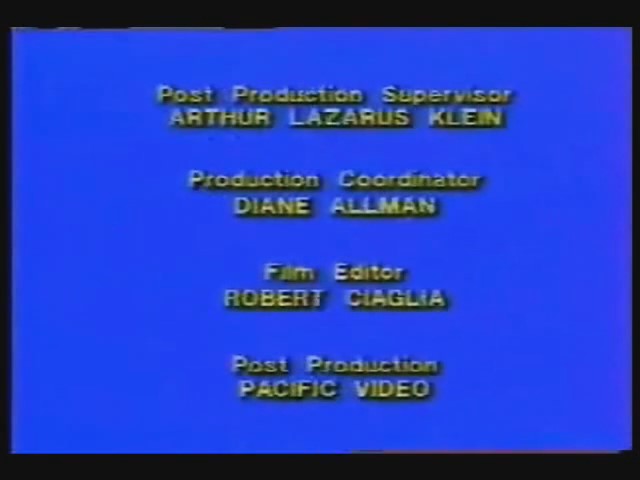 Post Production Supervisor
ARTHUR LAZARUS KLEIN
Production Coordinator
DIANE ALLMAN
Film Editor
ROBERT CIAGLIA
Post Production
PACIFIC VIDEO